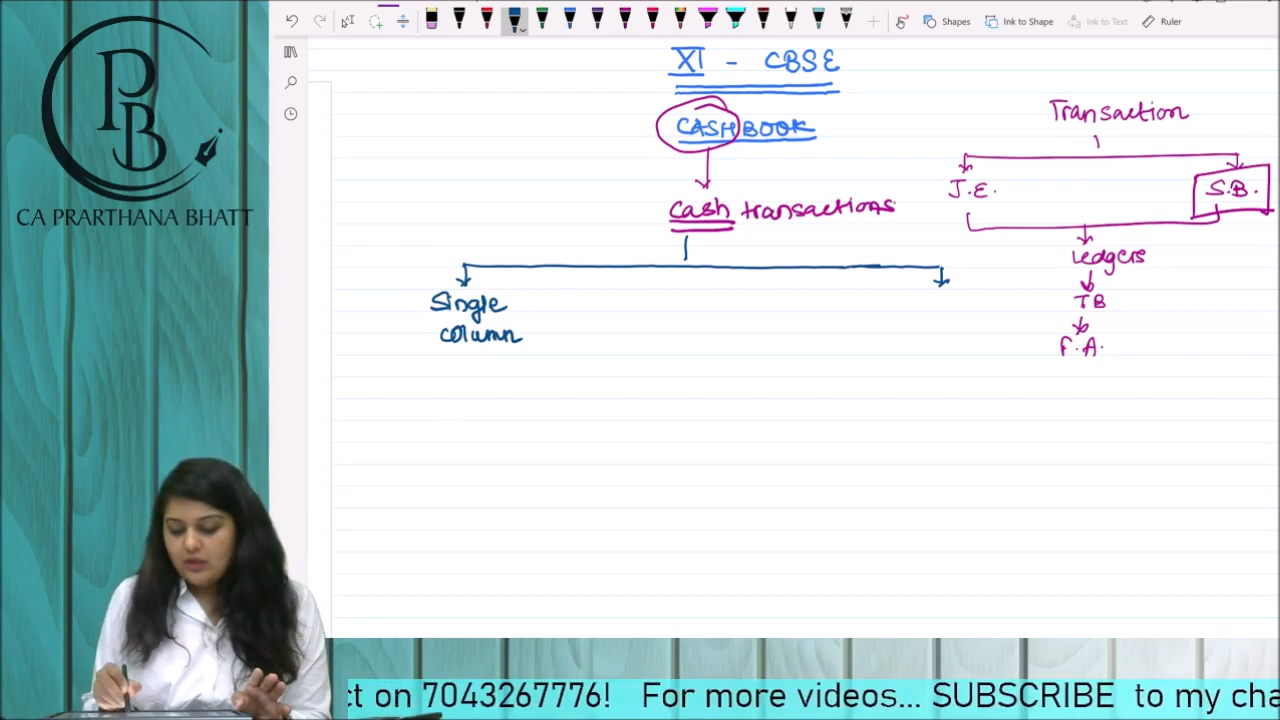 PB
CA PRARTHANA BHATT
Shapes
Ink to Shape
Ink to Text
Ruler
XI - CBSE
CASH BOOK
Cash transactions
Single
column
Transaction
J.E.
S.B.
Ledgers
TB
F.A.
ct on 7043267776! For more videos... SUBSCRIBE to my cha